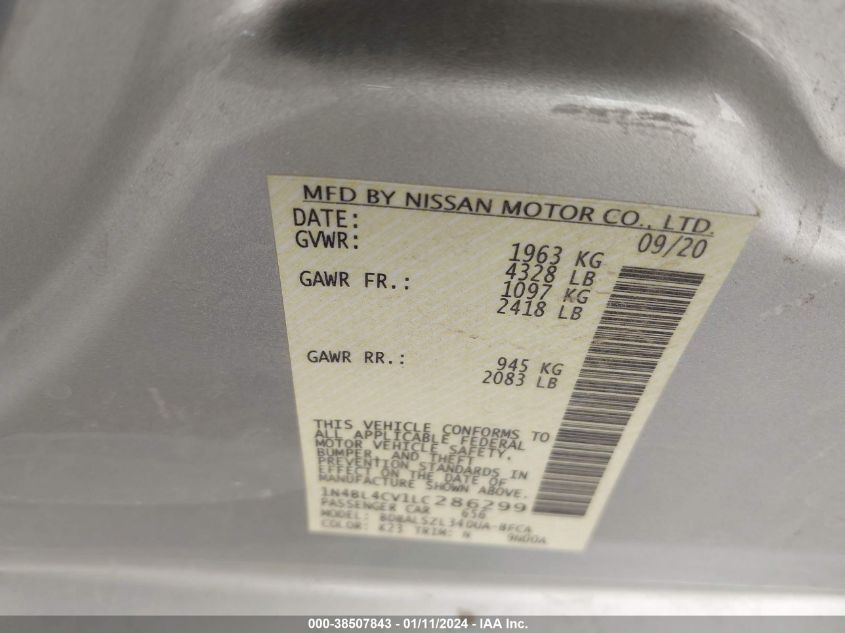 MFD BY NISSAN MOTOR CO., LTD.
DATE: 09/20
GVWR: 1963 KG
4328 LB
GAWR FR.: 1097 KG
2418 LB
GAWR RR.: 945 KG
2083 LB
THIS VEHICLE CONFORMS TO
ALL APPLICABLE FEDERAL
MOTOR VEHICLE SAFETY,
BUMPER, AND THEFT
PREVENTION STANDARDS IN
EFFECT ON THE DATE OF
MANUFACTURE SHOWN ABOVE.
1N4BL4CV1LC286299
PASSENGER CAR 656
MODEL: BDBALSZL34OUA-BFCA
COLOR: K23 TRIM: N
000-38507843 - 01/11/2024 - IAA Inc.